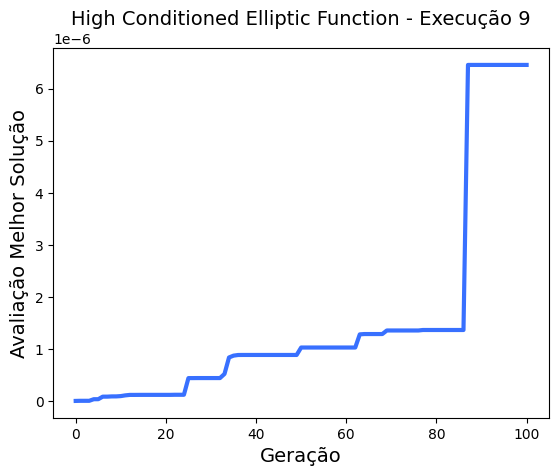 High Conditioned Elliptic Function - Execução 9
1e−6
6
5
4
3
2
1
0
Avaliação Melhor Solução
0 20 40 60 80 100
Geração